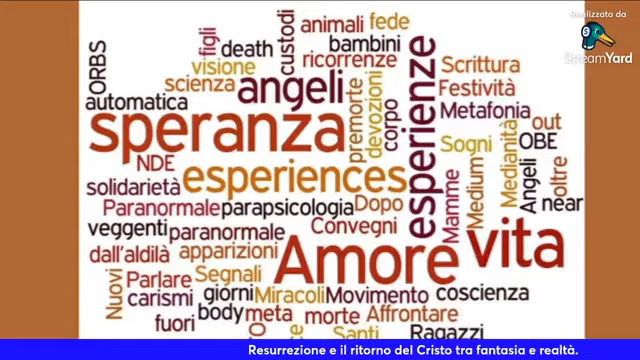 Realizzato da
StreamYard
animali
fede
figli
death
custodi
bambini
ORBS
visione
ricorrenze
scienza
angeli
esperienze
Scrittura
Festività
automatica
premorte
devozioni
corpo
Metafonia
speranza
Sogni
Medianità
out
OBE
NDE
solidarietà
esperiences
Mamme
Medium
Angeli
oltre
near
Paranormale
parapsicologia
Dopo
veggenti
paranormale
Convegni
dall'aldilà
apparizioni
Amore
vita
Nuovi
Parlare
Segnali
carismi
giorni
Miracoli
Movimento
coscienza
fuori
body
meta
morte
Affrontare
Santi
Ragazzi
Resurrezione e il ritorno del Cristo tra fantasia e realtà.